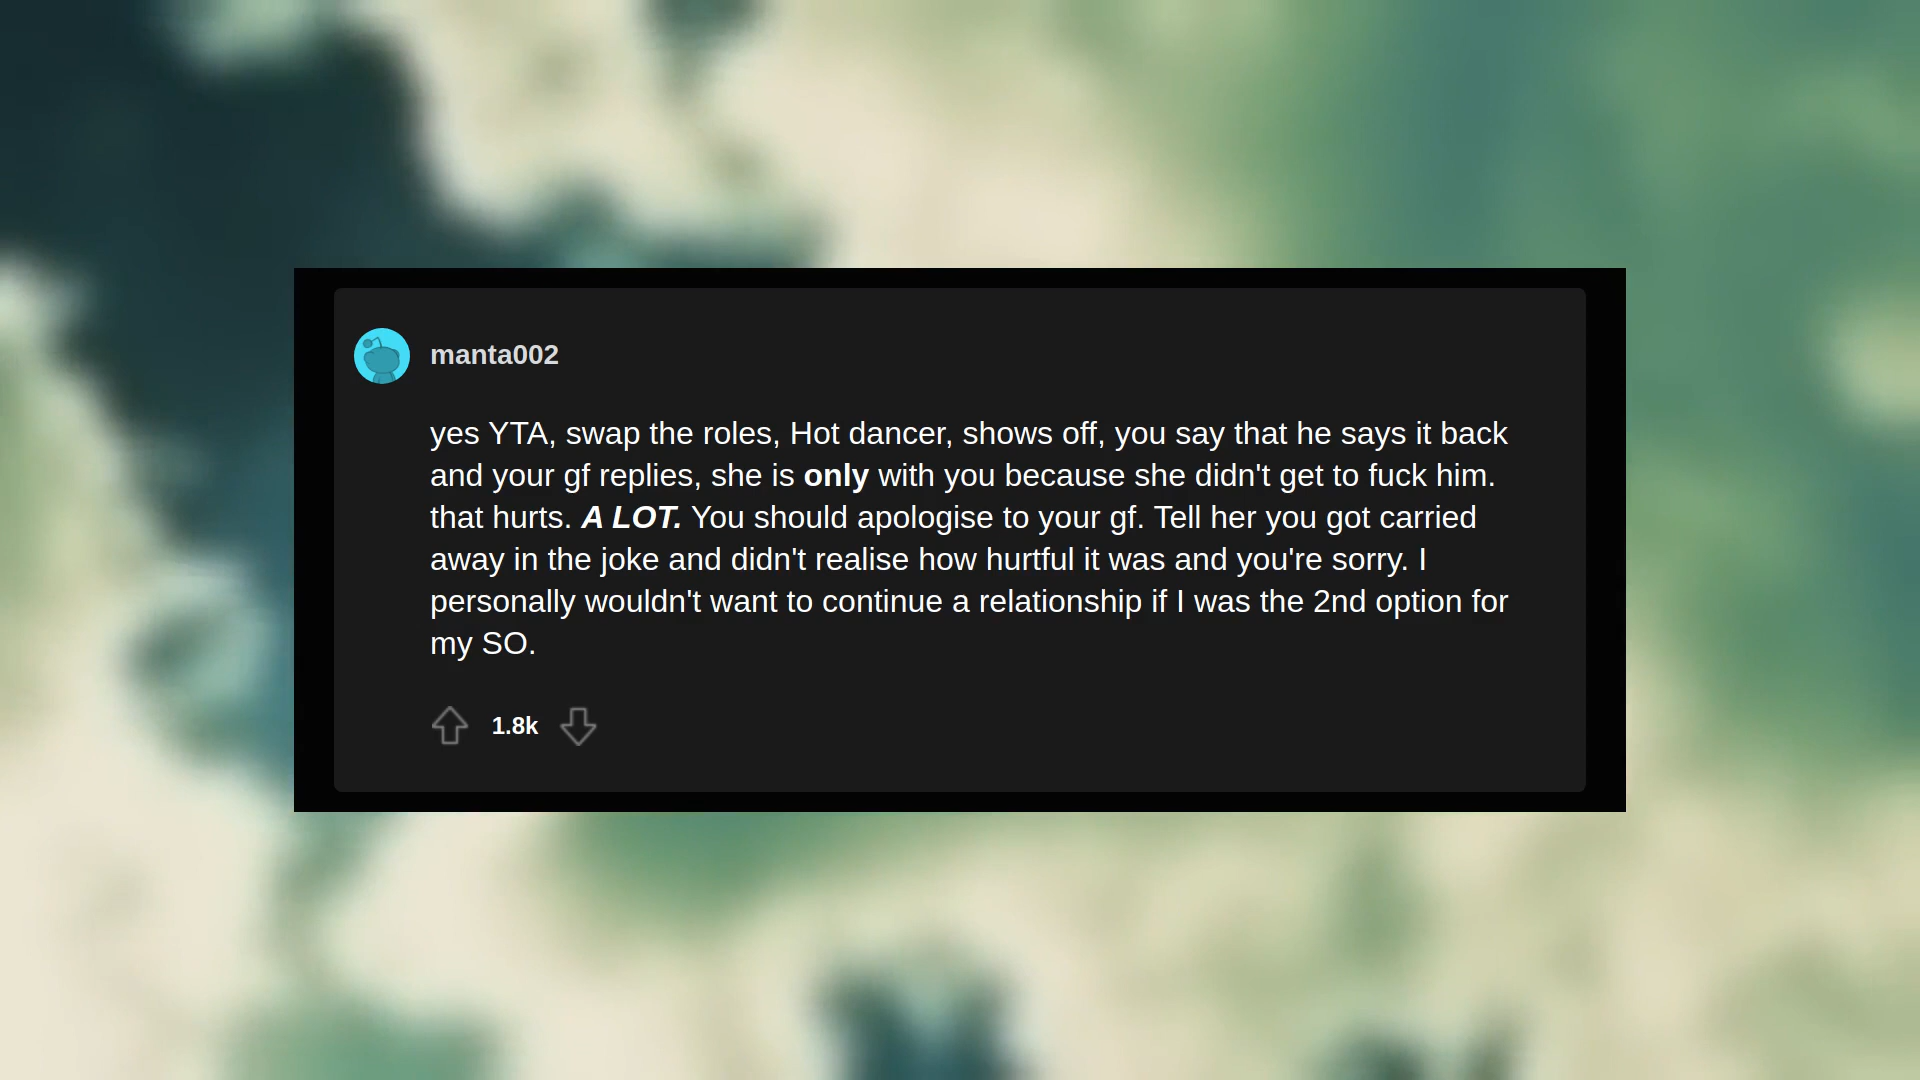 manta002
yes YTA, swap the roles, Hot dancer, shows off, you say that he says it back
and your gf replies, she is only with you because she didn't get to fuck him.
that hurts. A LOT. You should apologise to your gf. Tell her you got carried
away in the joke and didn't realise how hurtful it was and you're sorry. I
personally wouldn't want to continue a relationship if I was the 2nd option for
my SO.
1.8k